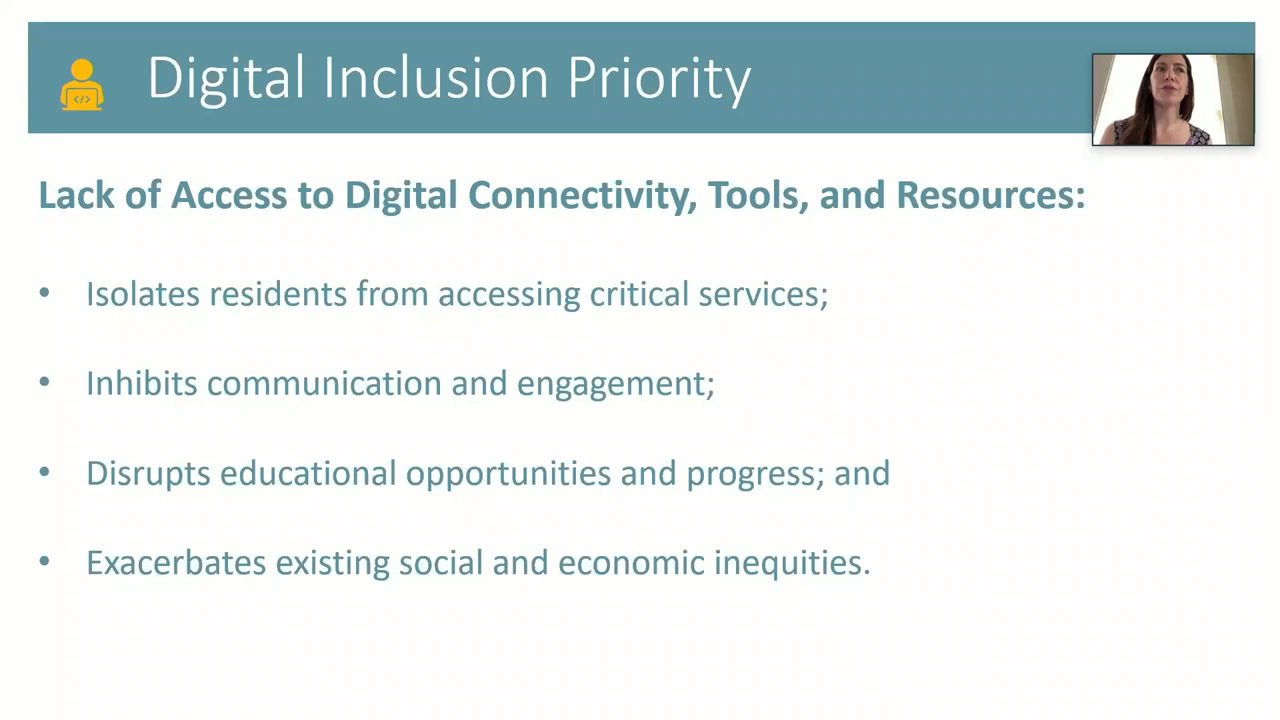 Digital Inclusion Priority
Lack of Access to Digital Connectivity, Tools, and Resources:
• Isolates residents from accessing critical services;
• Inhibits communication and engagement;
• Disrupts educational opportunities and progress; and
• Exacerbates existing social and economic inequities.